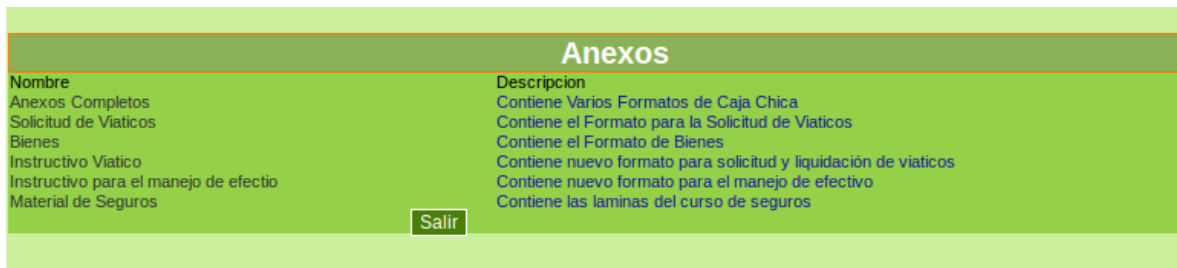 Anexos
Nombre Descripcion
Anexos Completos Contiene Varios Formatos de Caja Chica
Solicitud de Viaticos Contiene el Formato para la Solicitud de Viaticos
Bienes Contiene el Formato de Bienes
Instructivo Viatico Contiene nuevo formato para solicitud y liquidación de viaticos
Instructivo para el manejo de efectio Contiene nuevo formato para el manejo de efectivo
Material de Seguros Contiene las laminas del curso de seguros
Salir